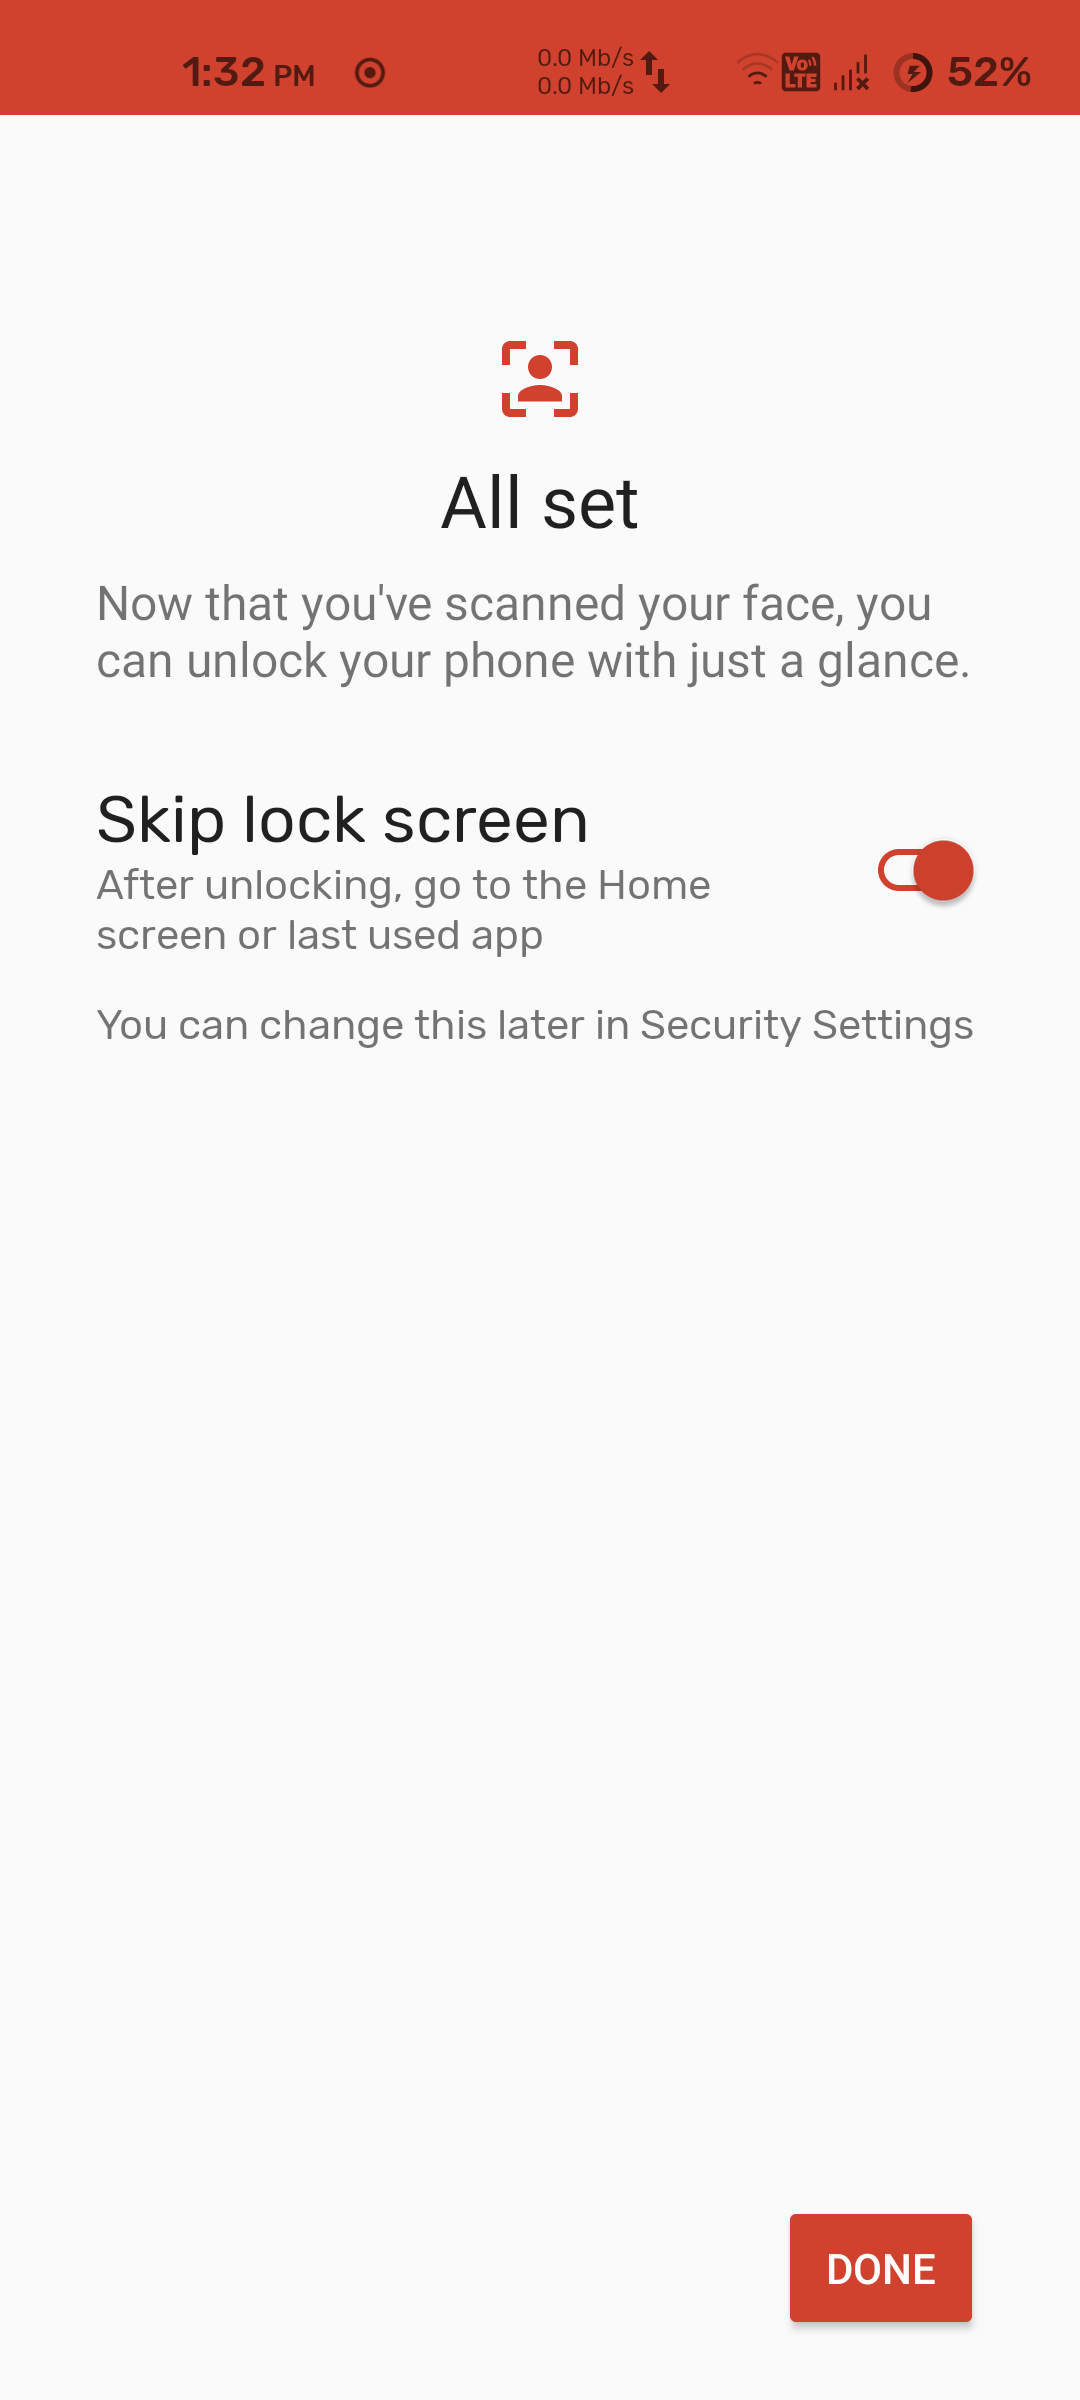 1:32 PM
0.0 Mb/s
0.0 Mb/s
Vo
LTE
52%
All set
Now that you've scanned your face, you
can unlock your phone with just a glance.
Skip lock screen
After unlocking, go to the Home
screen or last used app
You can change this later in Security Settings
DONE